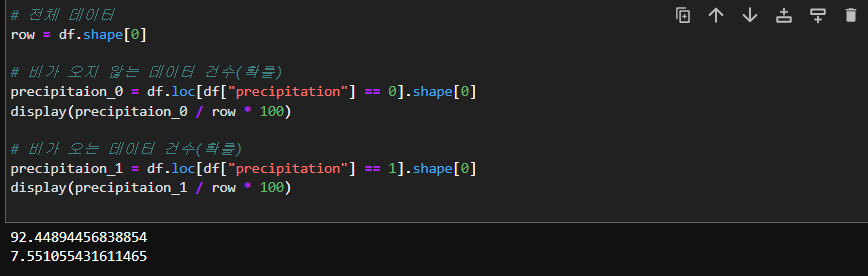 # 전체 데이터
row = df.shape[0]
# 비가 오지 않는 데이터 건수(확률)
precipitaion_0 = df.loc[df["precipitation"] == 0].shape[0]
display(precipitaion_0 / row * 100)
# 비가 오는 데이터 건수(확률)
precipitaion_1 = df.loc[df["precipitation"] == 1].shape[0]
display(precipitaion_1 / row * 100)
92.44894456838854
7.551055431611465